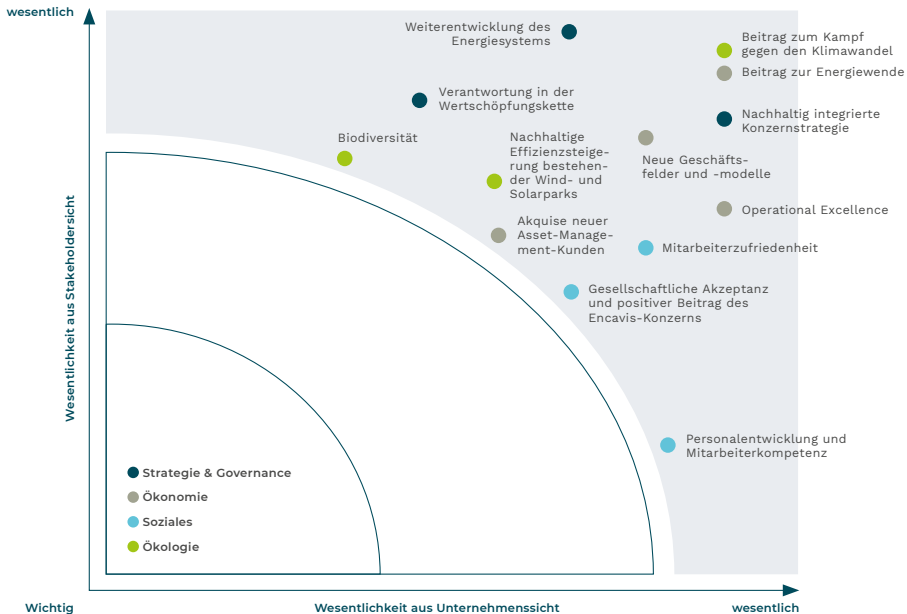 wesentlich
Wesentlichkeit aus Stakeholdersicht
Weiterentwicklung des
Energiesystems
Beitrag zum Kampf
gegen den Klimawandel
Beitrag zur Energiewende
Verantwortung in der
Wertschöpfungskette
Nachhaltig integrierte
Konzernstrategie
Biodiversität
Nachhaltige
Effizienzsteige-
rung bestehen-
der Wind- und
Solarparks
Neue Geschäfts-
felder und -modelle
Operational Excellence
Akquise neuer
Asset-Manage-
ment-Kunden
Mitarbeiterzufriedenheit
Gesellschaftliche Akzeptanz
und positiver Beitrag des
Encavis-Konzerns
Personalentwicklung und
Mitarbeiterkompetenz
Strategie & Governance
Ökonomie
Soziales
Ökologie
Wichtig
Wesentlichkeit aus Unternehmenssicht
wesentlich